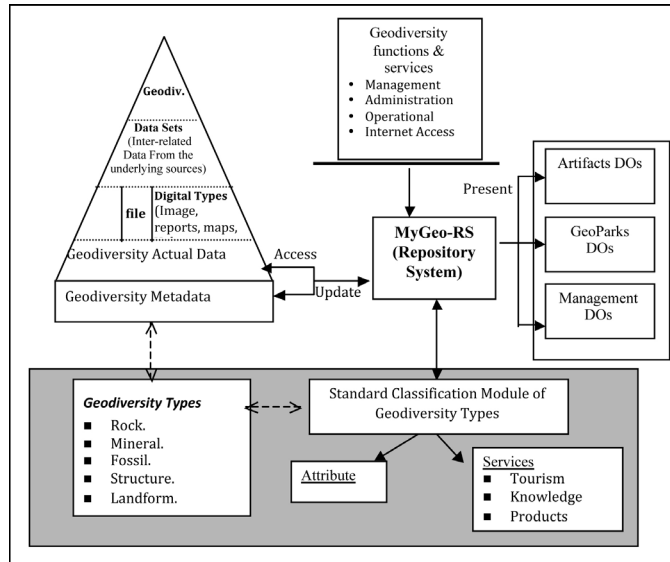 Geodiv.
Data Sets
(Inter-related
Data From the
underlying sources)
file
Digital Types
(Image,
reports, maps,
Geodiversity Actual Data
Geodiversity Metadata
Geodiversity
functions &
services
• Management
• Administration
• Operational
• Internet Access
Access
Update
MyGeo-RS
(Repository
System)
Present
Artifacts DOs
GeoParks
DOs
Management
DOs
Geodiversity Types
■ Rock.
■ Mineral.
■ Fossil.
■ Structure.
■ Landform.
Standard Classification Module of
Geodiversity Types
Attribute
Services
■ Tourism
■ Knowledge
■ Products